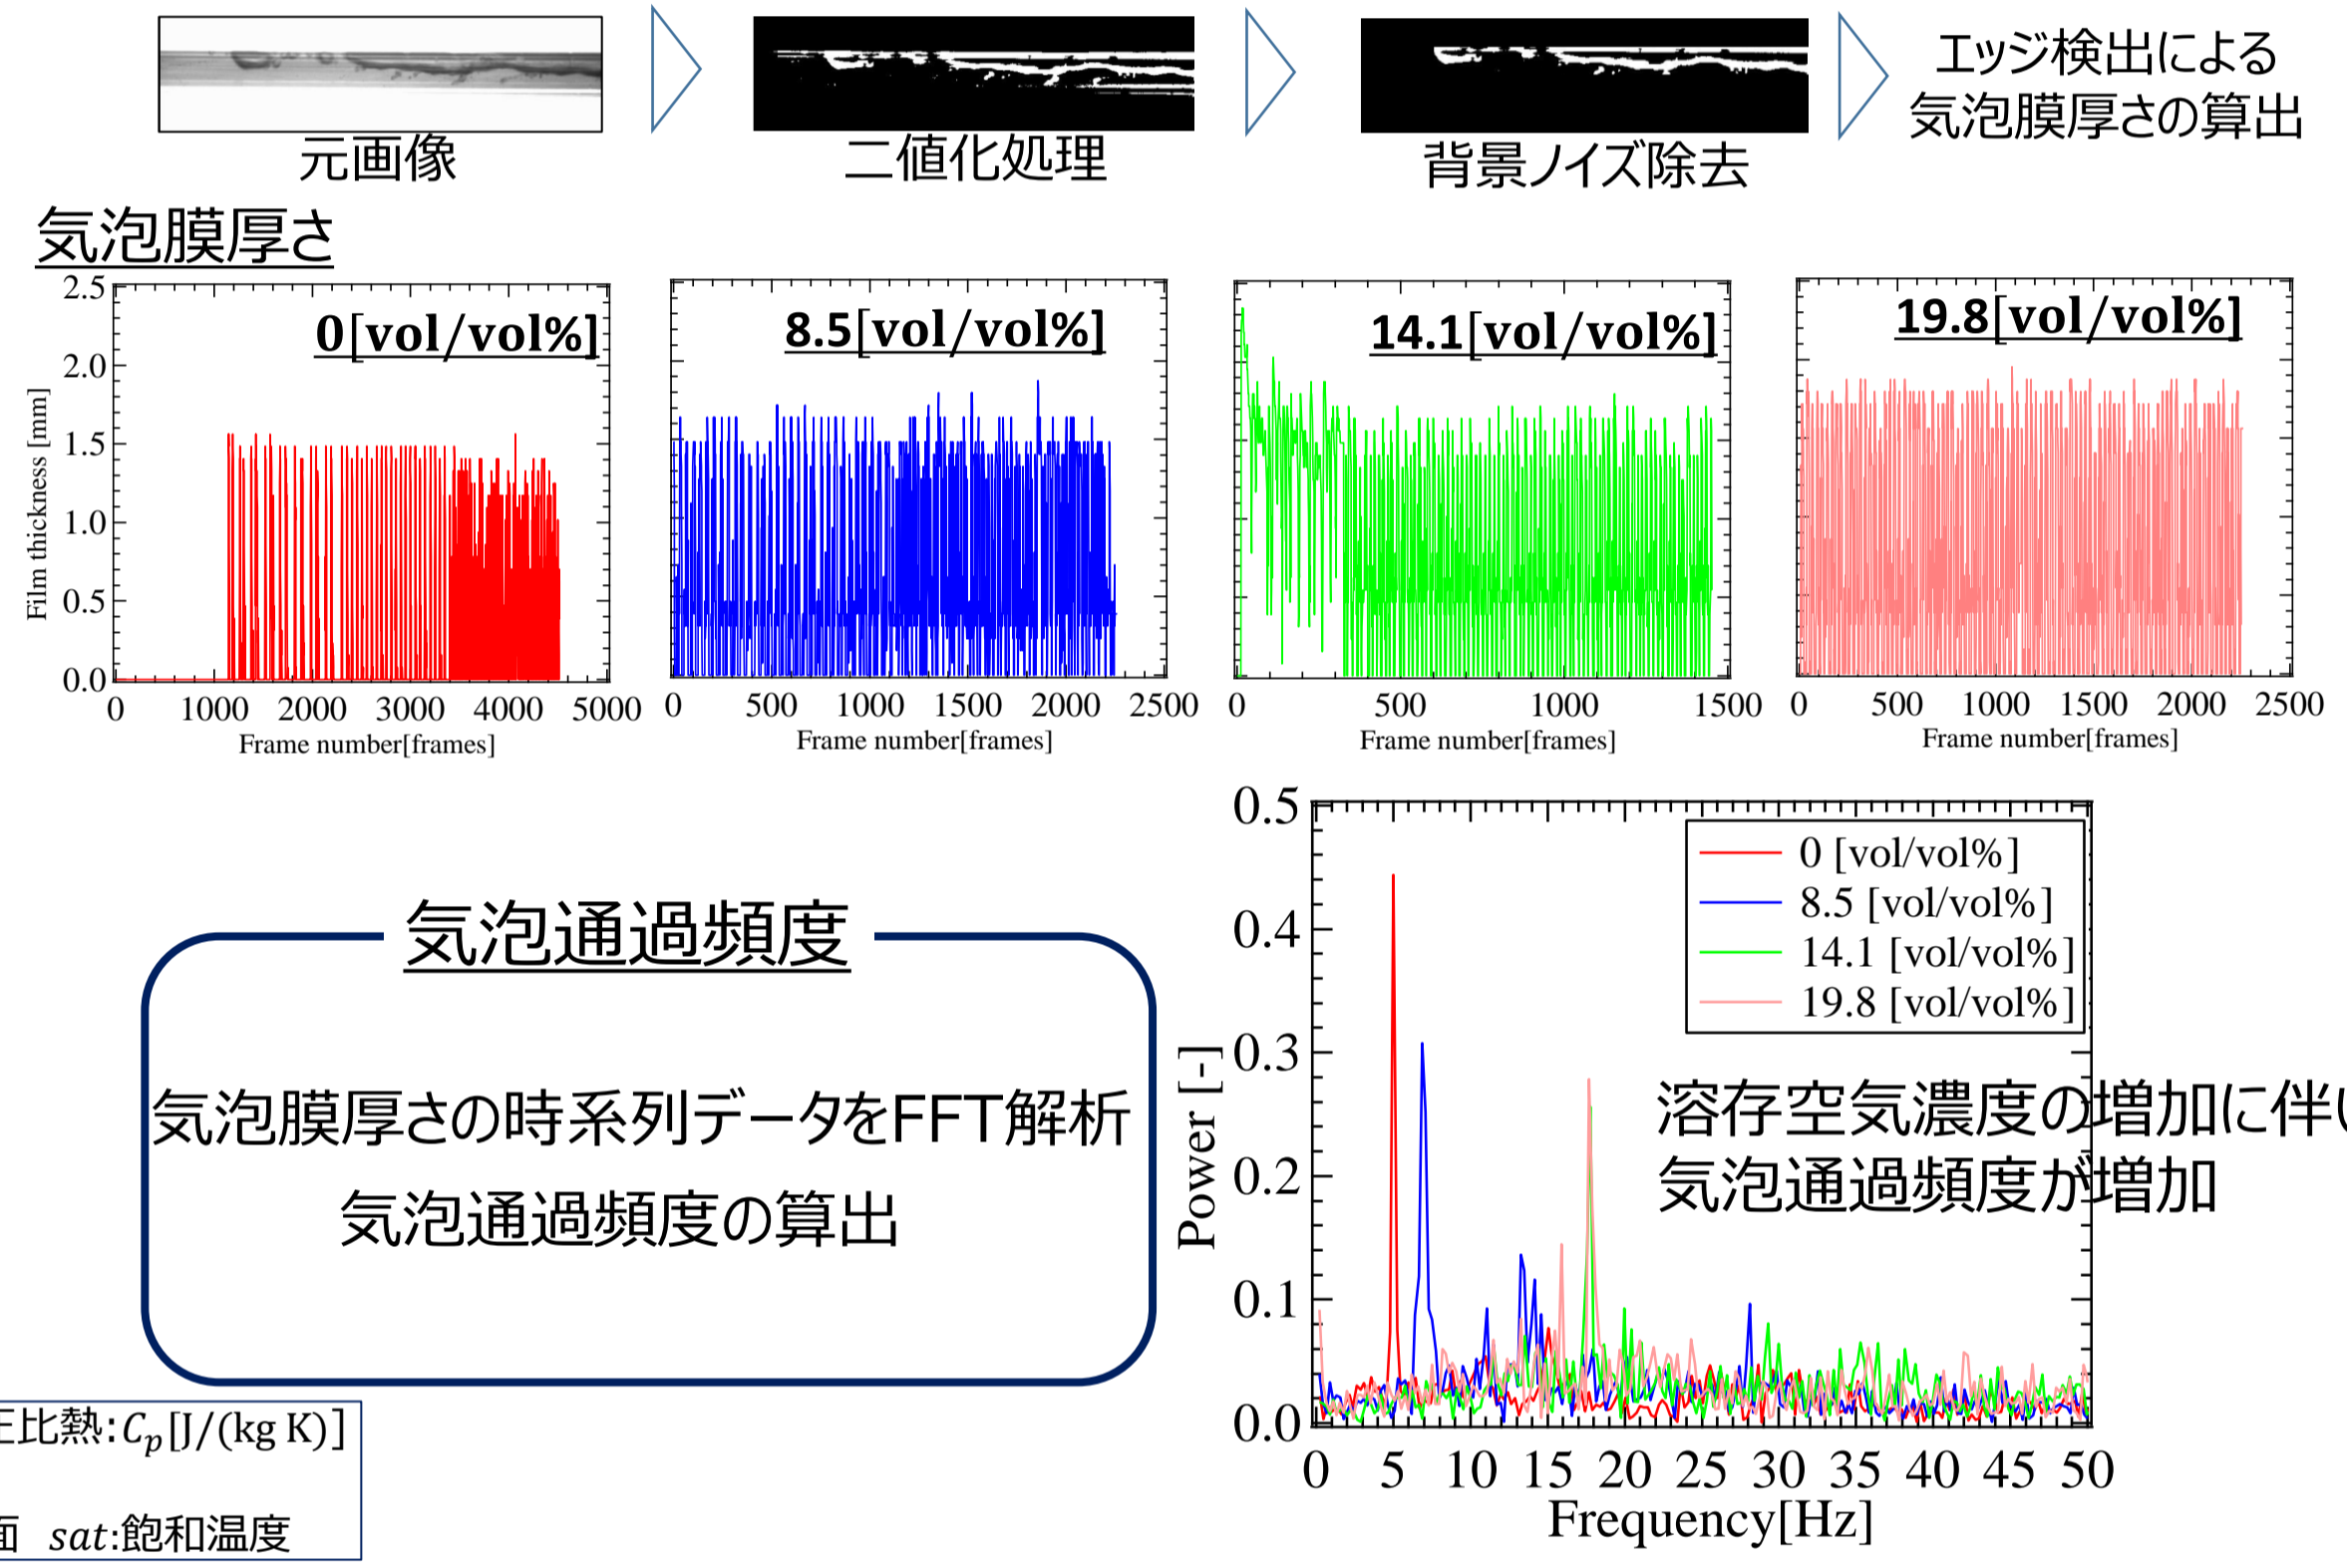 元画像
二値化処理
背景ノイズ除去
エッジ検出による
気泡膜厚さの算出
気泡膜厚さ
0[vol/vol%]
8.5[vol/vol%]
14.1[vol/vol%]
19.8[vol/vol%]
Film thickness [mm]
2.5
2.0
1.5
1.0
0.5
0.0
0 1000 2000 3000 4000 5000
Frame number[frames]
0 500 1000 1500 2000 2500
Frame number[frames]
0 500 1000 1500
Frame number[frames]
0 500 1000 1500 2000 2500
Frame number[frames]
気泡通過頻度
気泡膜厚さの時系列データをFFT解析
気泡通過頻度の算出
Power [-]
0.5
0.4
0.3
0.2
0.1
0.0
0 [vol/vol%]
8.5 [vol/vol%]
14.1 [vol/vol%]
19.8 [vol/vol%]
溶存空気濃度の増加に伴い
気泡通過頻度が増加
0 5 10 15 20 25 30 35 40 45 50
Frequency[Hz]
比熱:Cp[J/(kg K)]
面 sat:飽和温度